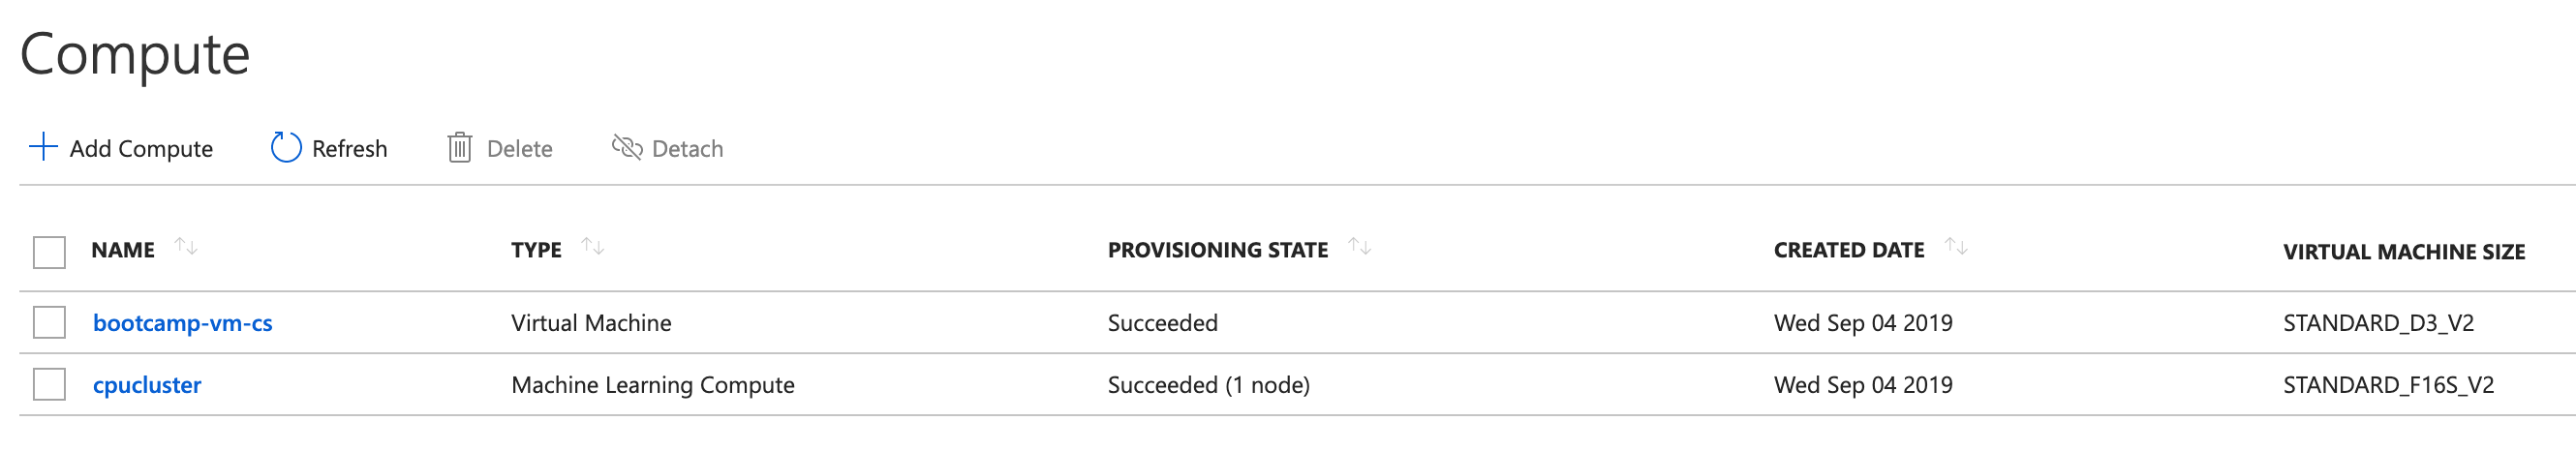 Compute
Add Compute Refresh Delete Detach
NAME TYPE PROVISIONING STATE CREATED DATE VIRTUAL MACHINE SIZE
bootcamp-vm-cs Virtual Machine Succeeded Wed Sep 04 2019 STANDARD_D3_V2
cpucluster Machine Learning Compute Succeeded (1 node) Wed Sep 04 2019 STANDARD_F16S_V2